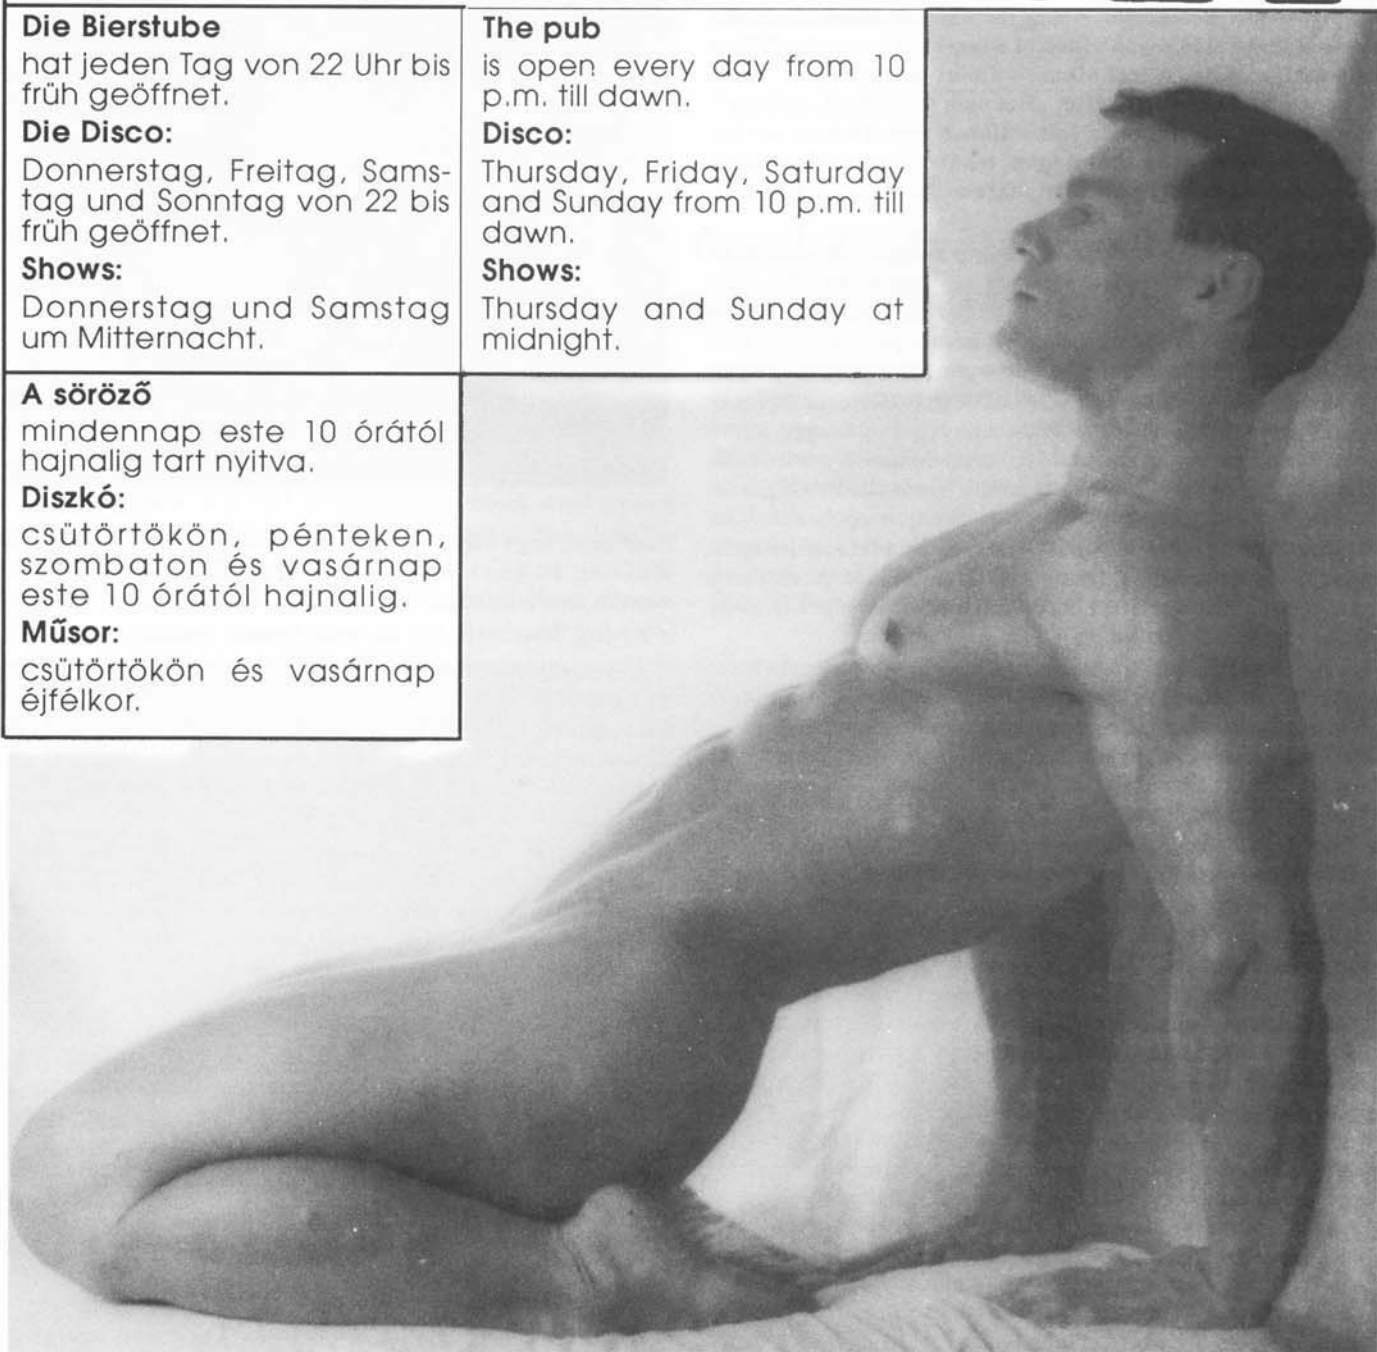 Die Bierstube
hat jeden Tag von 22 Uhr bis
früh geöffnet.
Die Disco:
Donnerstag, Freitag, Sams-
tag und Sonntag von 22 bis
früh geöffnet.
Shows:
Donnerstag und Samstag
um Mitternacht.
The pub
is open every day from 10
p.m. till dawn.
Disco:
Thursday, Friday, Saturday
and Sunday from 10 p.m. till
dawn.
Shows:
Thursday and Sunday at
midnight.
A söröző
mindennap este 10 órától
hajnalig tart nyitva.
Diszkó:
csütörtökön, pénteken,
szombaton és vasárnap
este 10 órától hajnalig.
Műsor:
csütörtökön és vasárnap
éjfélkor.